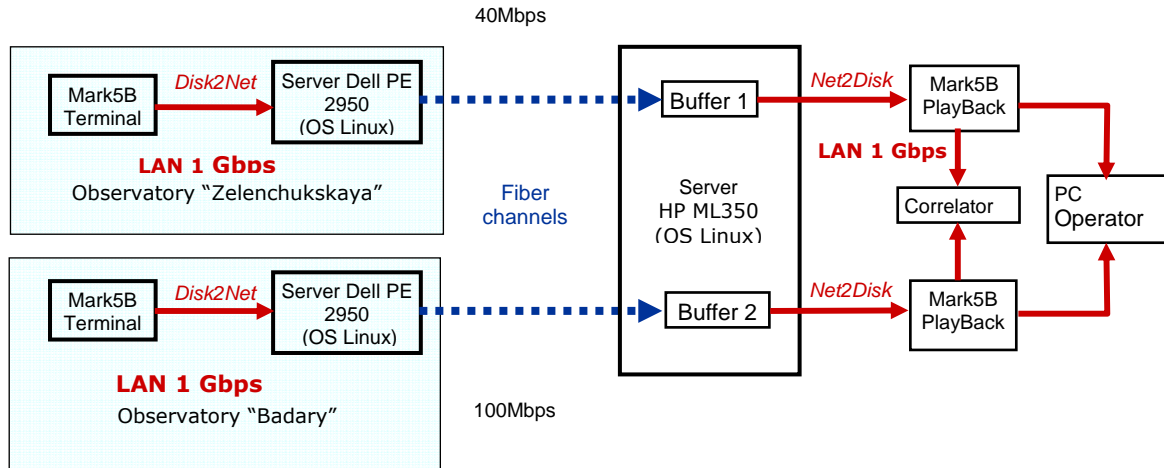 40Mbps
Mark5B
Terminal
Disk2Net
Server Dell PE
2950
(OS Linux)
LAN 1 Gbps
Observatory “Zelenchukskaya”
Fiber
channels
Buffer 1
Server
HP ML350
(OS Linux)
Buffer 2
Net2Disk
Mark5B
PlayBack
LAN 1 Gbps
Correlator
PC
Operator
Net2Disk
Mark5B
PlayBack
Mark5B
Terminal
Disk2Net
Server Dell PE
2950
(OS Linux)
LAN 1 Gbps
Observatory “Badary”
100Mbps